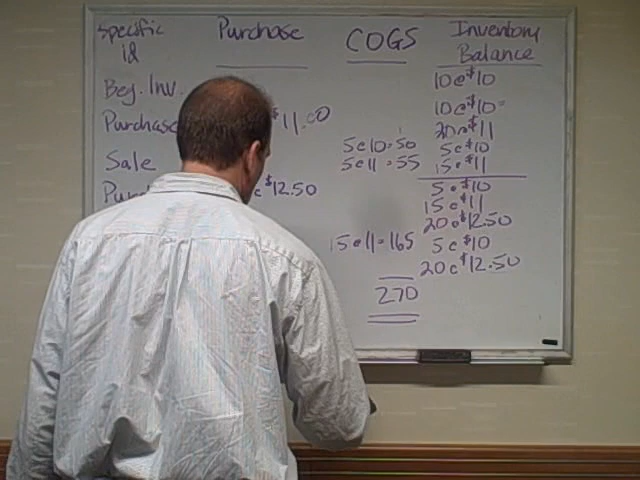 Specific id Purchase COGS Inventory Balance
Beg. Inv. 10@$10
Purchase $11.00 10@$10
20@$11
Sale 5@10=50 5@$10
5@11=55 15@$11
@$12.50 5@$10
15@$11
20@$12.50
15@11=165 5@$10
20@$12.50
270